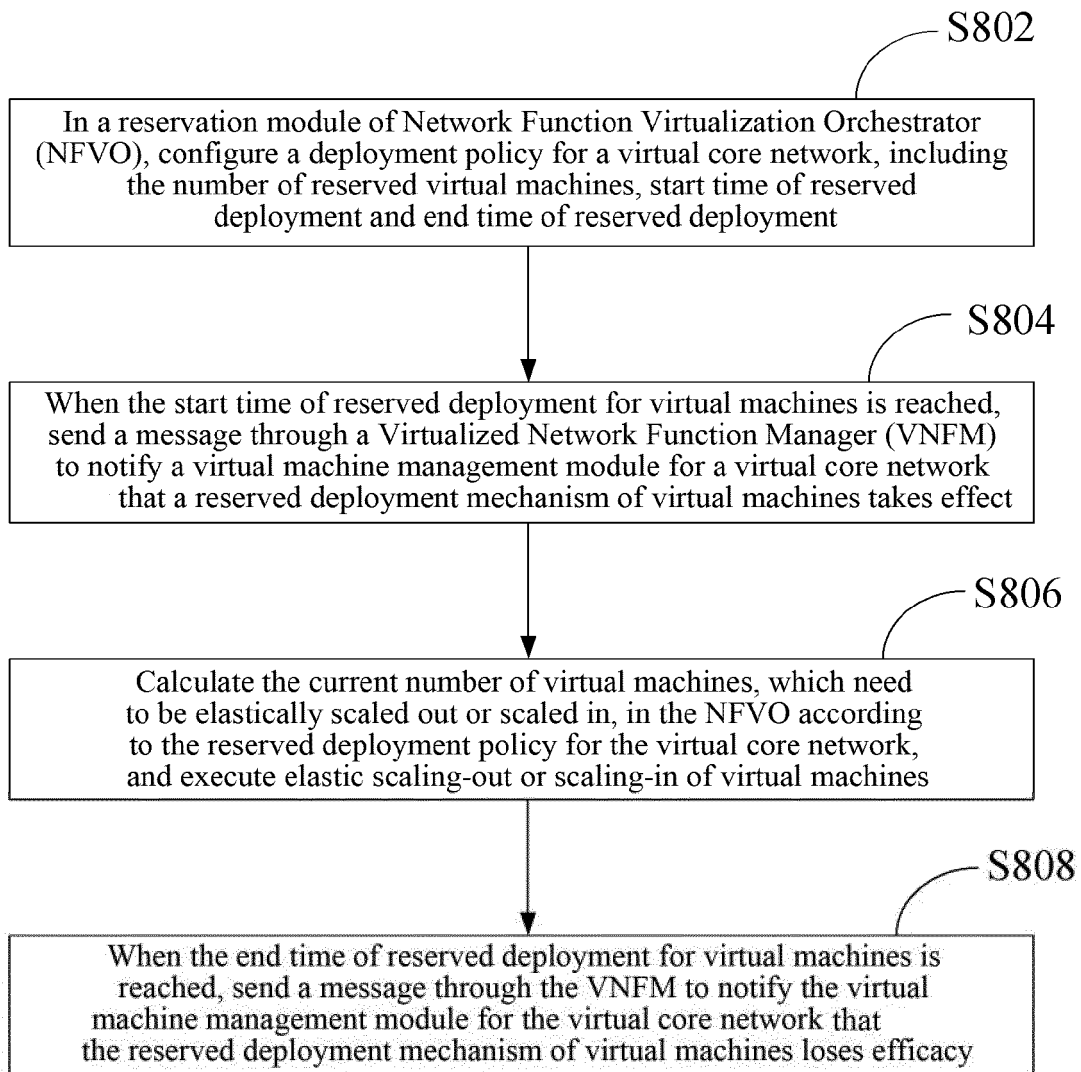 S802
In a reservation module of Network Function Virtualization Orchestrator
(NFVO), configure a deployment policy for a virtual core network, including
the number of reserved virtual machines, start time of reserved
deployment and end time of reserved deployment
S804
When the start time of reserved deployment for virtual machines is reached,
send a message through a Virtualized Network Function Manager (VNFM)
to notify a virtual machine management module for a virtual core network
that a reserved deployment mechanism of virtual machines takes effect
S806
Calculate the current number of virtual machines, which need
to be elastically scaled out or scaled in, in the NFVO according
to the reserved deployment policy for the virtual core network,
and execute elastic scaling-out or scaling-in of virtual machines
S808
When the end time of reserved deployment for virtual machines is
reached, send a message through the VNFM to notify the virtual
machine management module for the virtual core network that
the reserved deployment mechanism of virtual machines loses efficacy